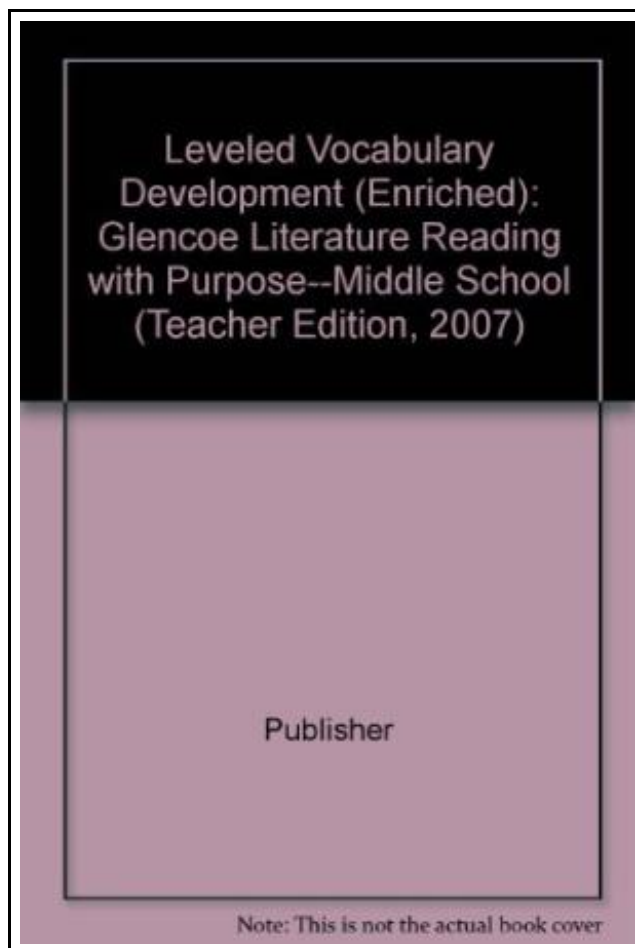 Leveled Vocabulary
Development (Enriched):
Glencoe Literature Reading
with Purpose--Middle School
(Teacher Edition, 2007)
Publisher
Note: This is not the actual book cover